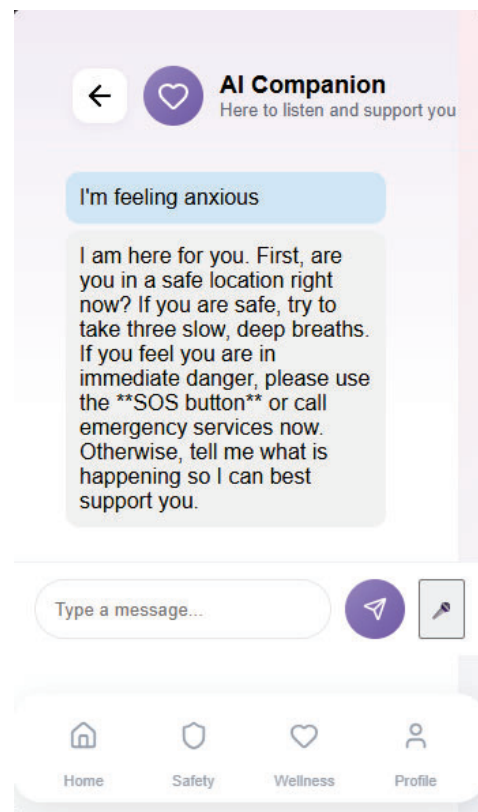 AI Companion
Here to listen and support you
I'm feeling anxious
I am here for you. First, are
you in a safe location right
now? If you are safe, try to
take three slow, deep breaths.
If you feel you are in
immediate danger, please use
the **SOS button** or call
emergency services now.
Otherwise, tell me what is
happening so I can best
support you.
Type a message...
Home Safety Wellness Profile